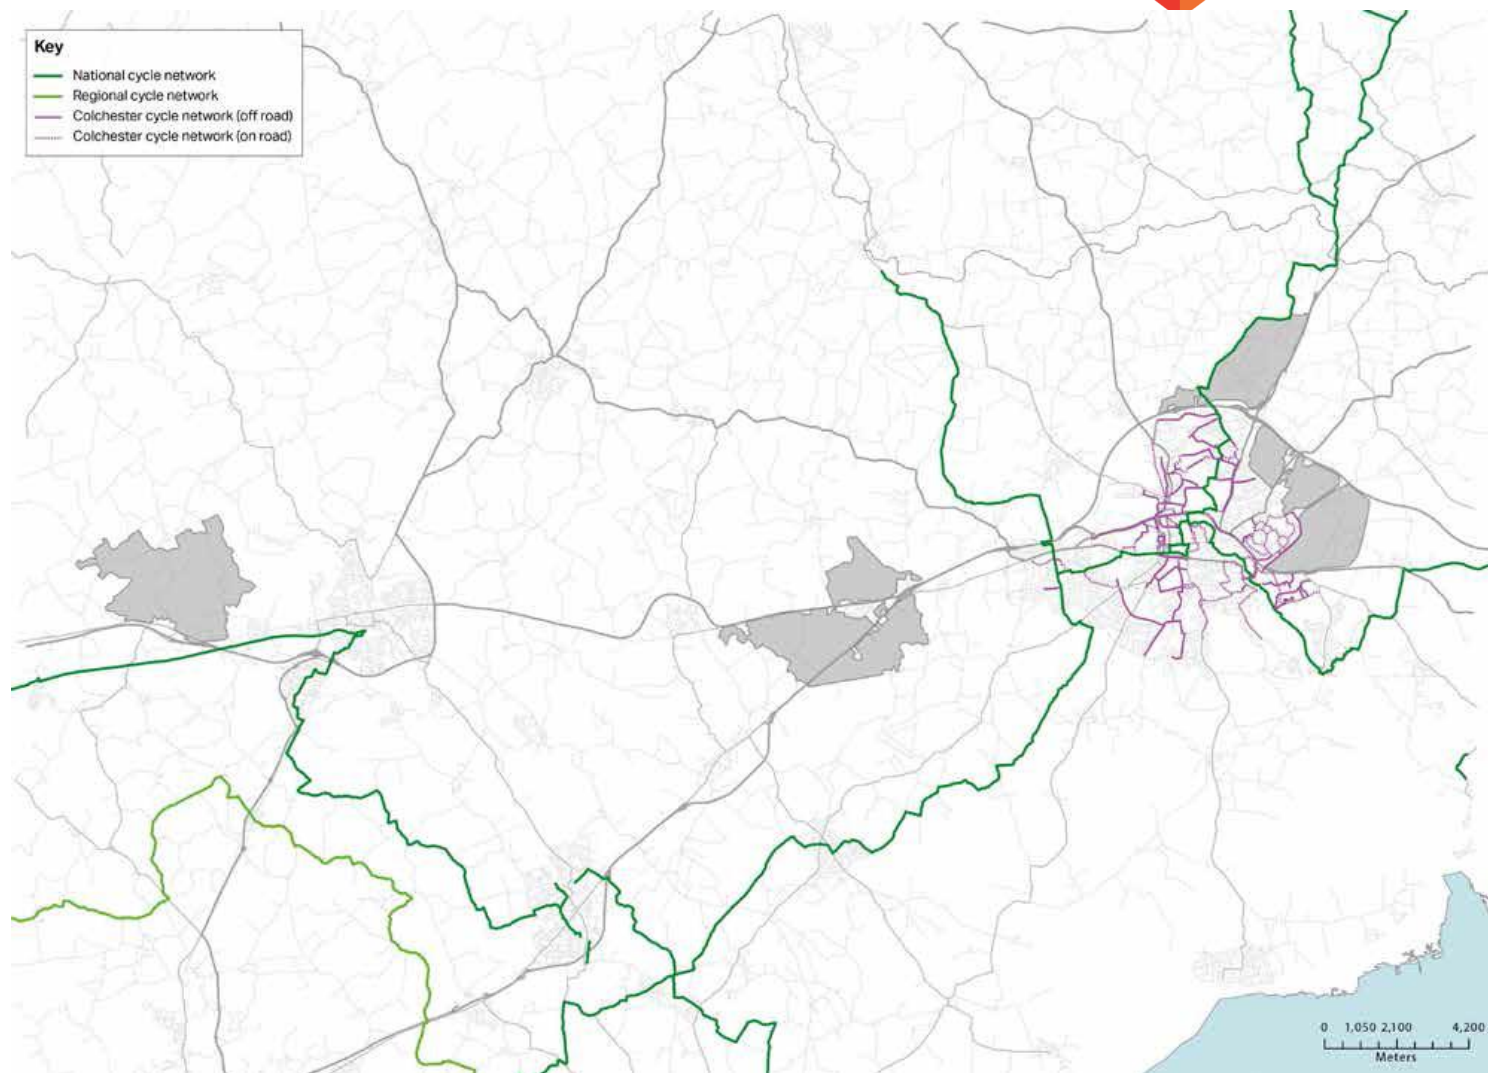 Key
National cycle network
Regional cycle network
Colchester cycle network (off road)
Colchester cycle network (on road)
0 1,050 2,100 4,200
Meters